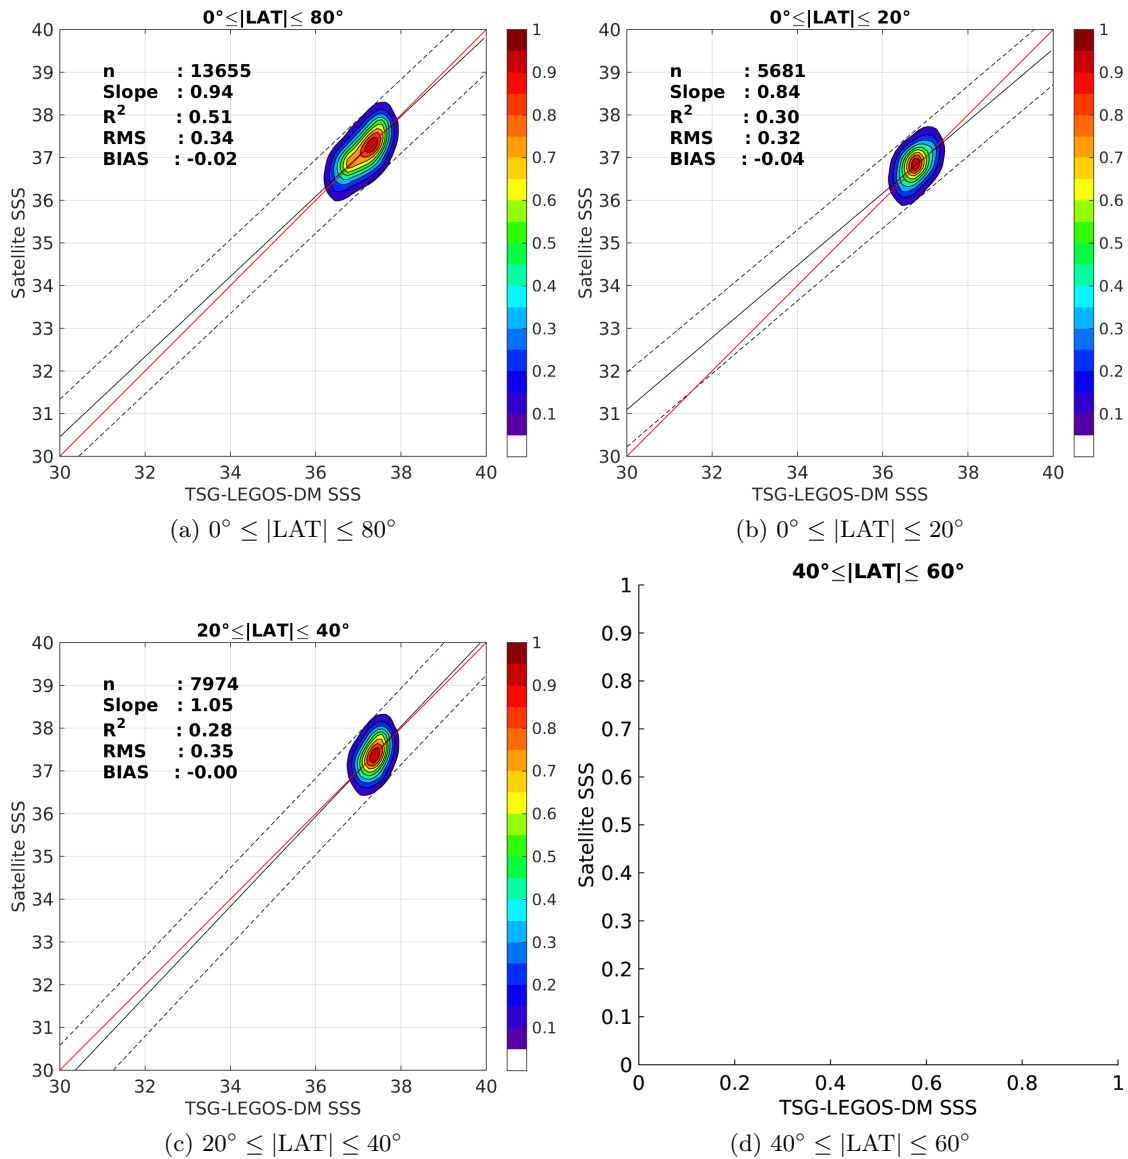 0°≤|LAT|≤ 80°
40
39
38
37
36
35
34
33
32
31
30
Satellite SSS
n : 13655
Slope : 0.94
R² : 0.51
RMS : 0.34
BIAS : -0.02
30 32 34 36 38 40
TSG-LEGOS-DM SSS
1
0.9
0.8
0.7
0.6
0.5
0.4
0.3
0.2
0.1
(a) 0° ≤ |LAT| ≤ 80°
0°≤|LAT|≤ 20°
40
39
38
37
36
35
34
33
32
31
30
Satellite SSS
n : 5681
Slope : 0.84
R² : 0.30
RMS : 0.32
BIAS : -0.04
30 32 34 36 38 40
TSG-LEGOS-DM SSS
1
0.9
0.8
0.7
0.6
0.5
0.4
0.3
0.2
0.1
(b) 0° ≤ |LAT| ≤ 20°
20°≤|LAT|≤ 40°
40
39
38
37
36
35
34
33
32
31
30
Satellite SSS
n : 7974
Slope : 1.05
R² : 0.28
RMS : 0.35
BIAS : -0.00
30 32 34 36 38 40
TSG-LEGOS-DM SSS
1
0.9
0.8
0.7
0.6
0.5
0.4
0.3
0.2
0.1
(c) 20° ≤ |LAT| ≤ 40°
40°≤|LAT|≤ 60°
1
0.9
0.8
0.7
0.6
0.5
0.4
0.3
0.2
0.1
0
Satellite SSS
0 0.2 0.4 0.6 0.8 1
TSG-LEGOS-DM SSS
(d) 40° ≤ |LAT| ≤ 60°